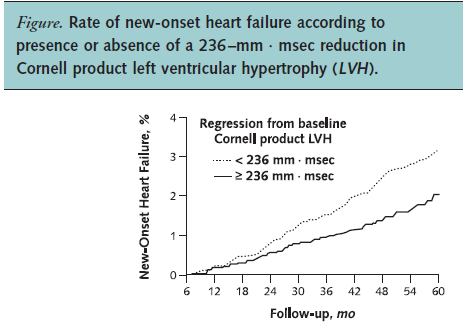 Figure. Rate of new-onset heart failure according to
presence or absence of a 236–mm · msec reduction in
Cornell product left ventricular hypertrophy (LVH).
Regression from baseline
Cornell product LVH
< 236 mm · msec
≥ 236 mm · msec
New-Onset Heart Failure, %
4
3
2
1
0
6 12 18 24 30 36 42 48 54 60
Follow-up, mo